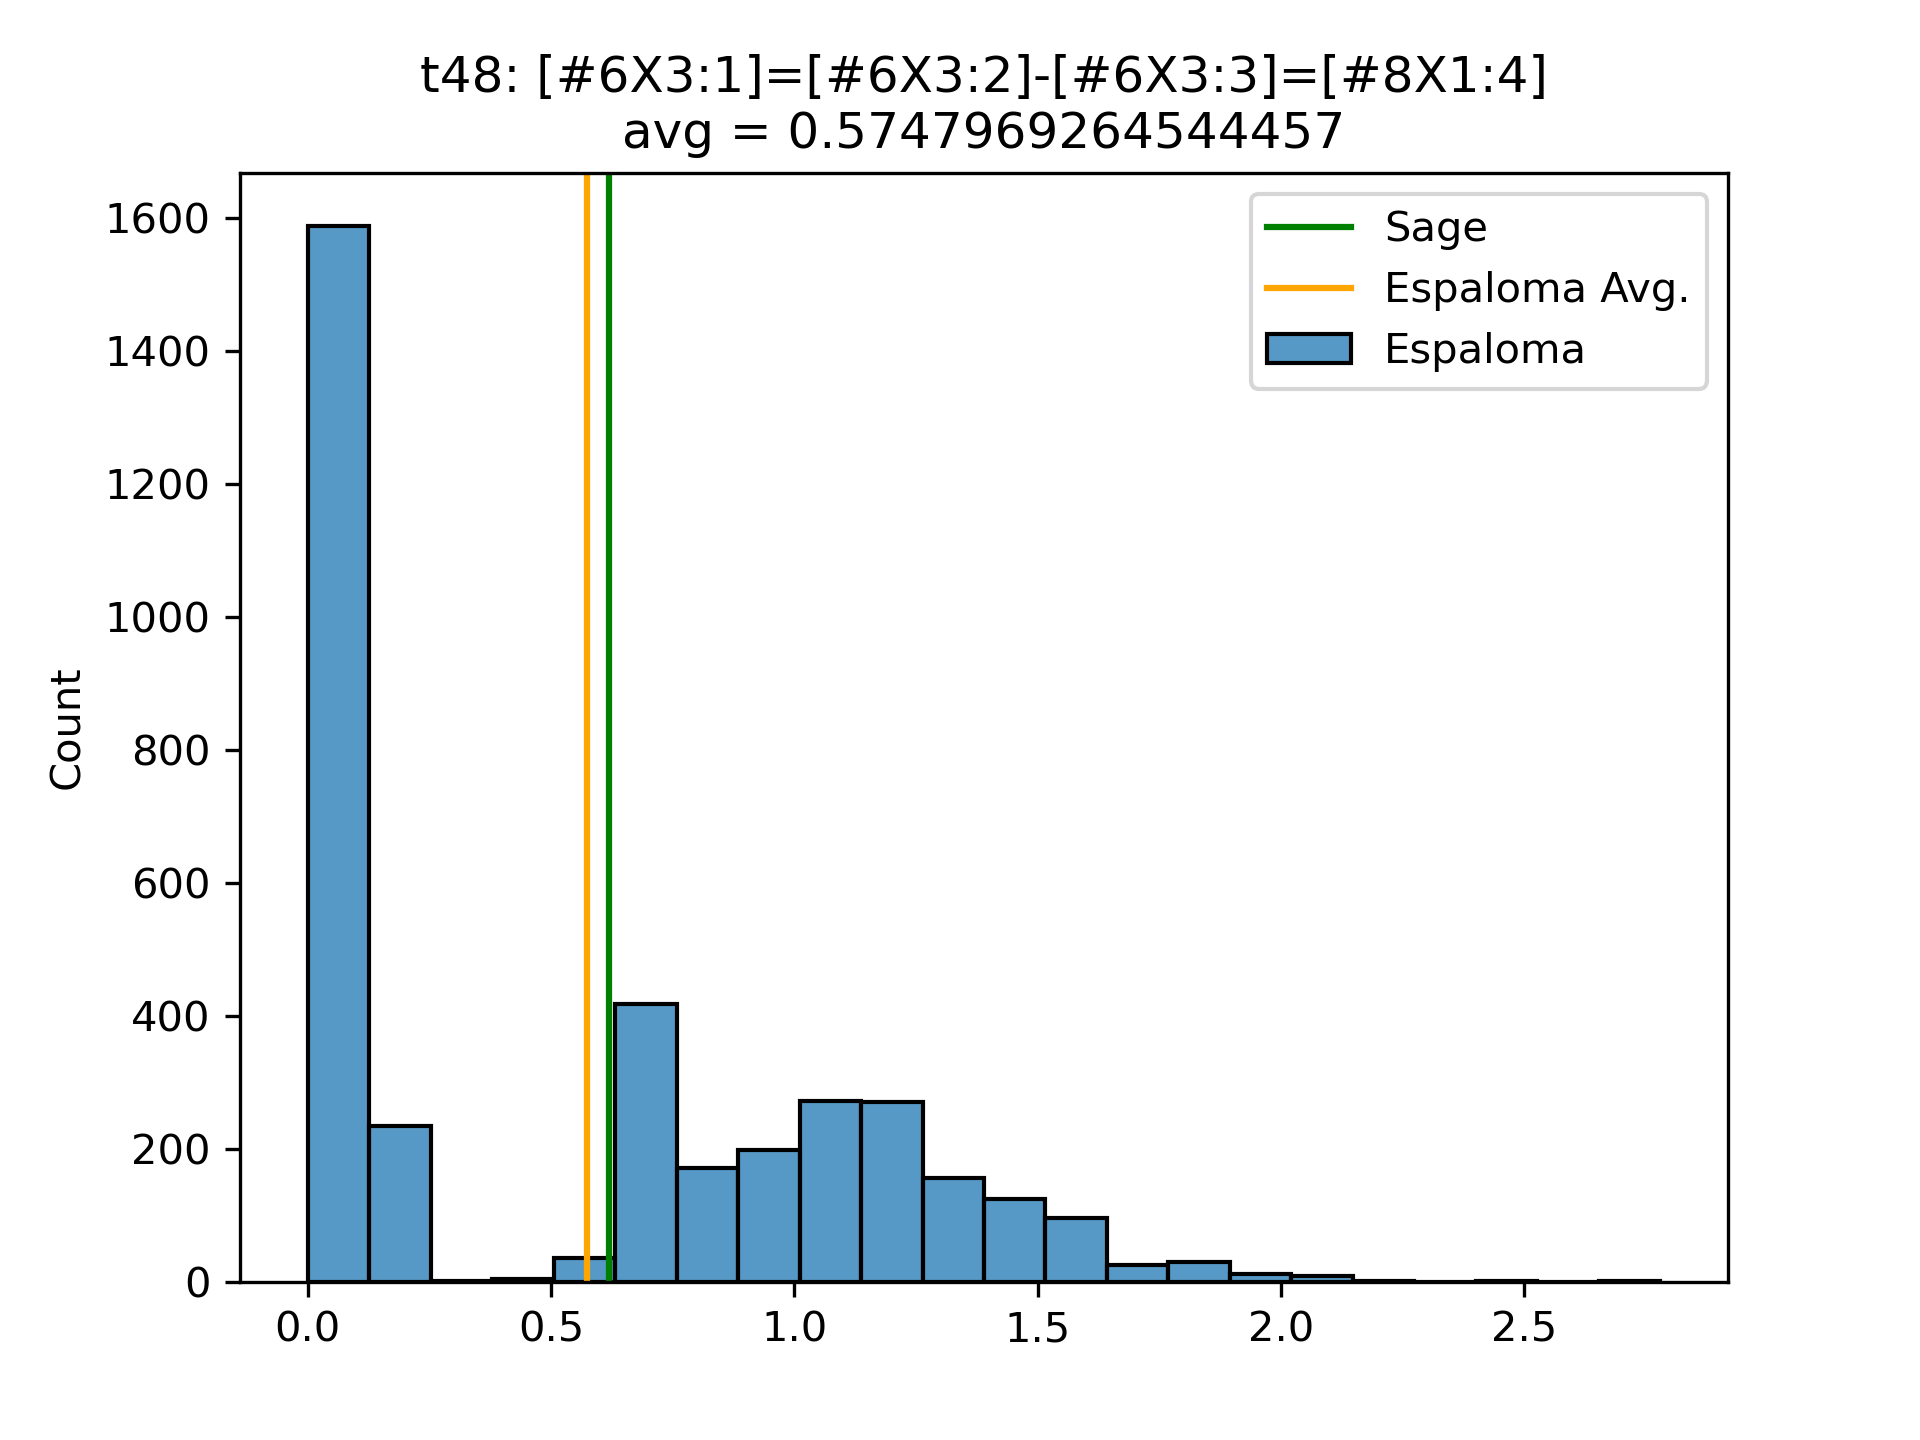 t48: [#6X3:1]=[#6X3:2]-[#6X3:3]=[#8X1:4]
avg = 0.5747969264544457
Sage
Espaloma Avg.
Espaloma
1600
1400
1200
1000
800
600
400
200
0
Count
0.0 0.5 1.0 1.5 2.0 2.5